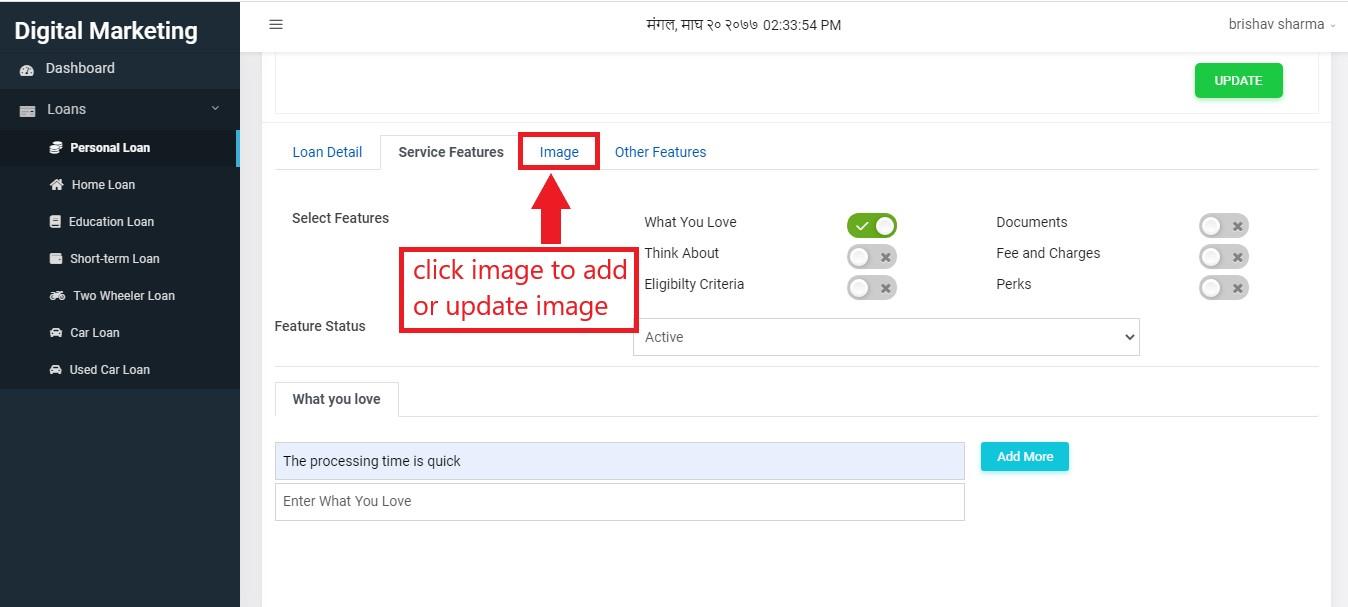 Digital Marketing
मंगल, माघ २० २०७७ 02:33:54 PM
brishav sharma
Dashboard
Loans
Personal Loan
Home Loan
Education Loan
Short-term Loan
Two Wheeler Loan
Car Loan
Used Car Loan
UPDATE
Loan Detail
Service Features
Image
Other Features
Select Features
What You Love
Documents
Think About
Fee and Charges
Eligibilty Criteria
Perks
click image to add
or update image
Feature Status
Active
What you love
The processing time is quick
Add More
Enter What You Love